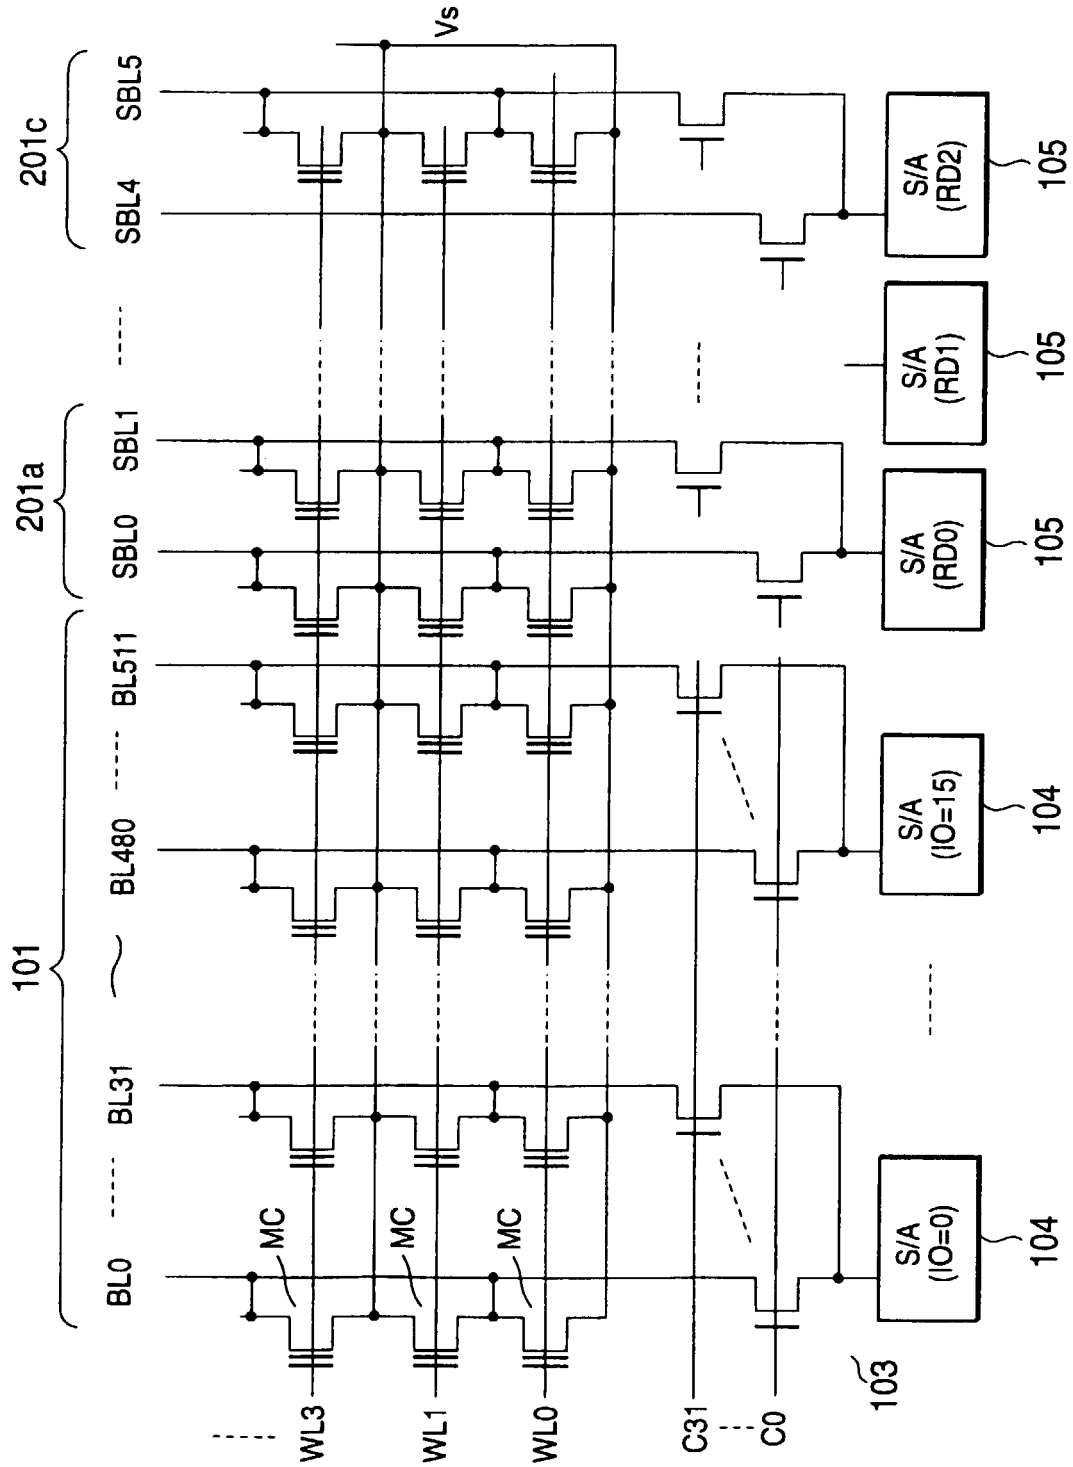 101
201a
201c
BL0
BL31
BL480
BL511
SBL0
SBL1
SBL4
SBL5
Vs
MC
MC
MC
WL3
WL1
WL0
C31
C0
103
S/A
(IO=0)
104
S/A
(IO=15)
104
S/A
(RD0)
105
S/A
(RD1)
105
S/A
(RD2)
105